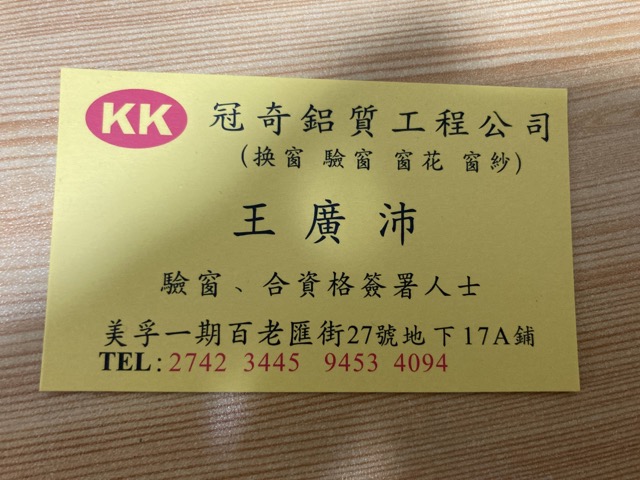 KK 冠奇鋁質工程公司
(換窗 驗窗 窗花 窗紗)
王廣沛
驗窗、合資格簽署人士
美孚一期百老匯街27號地下17A鋪
TEL: 2742 3445 9453 4094